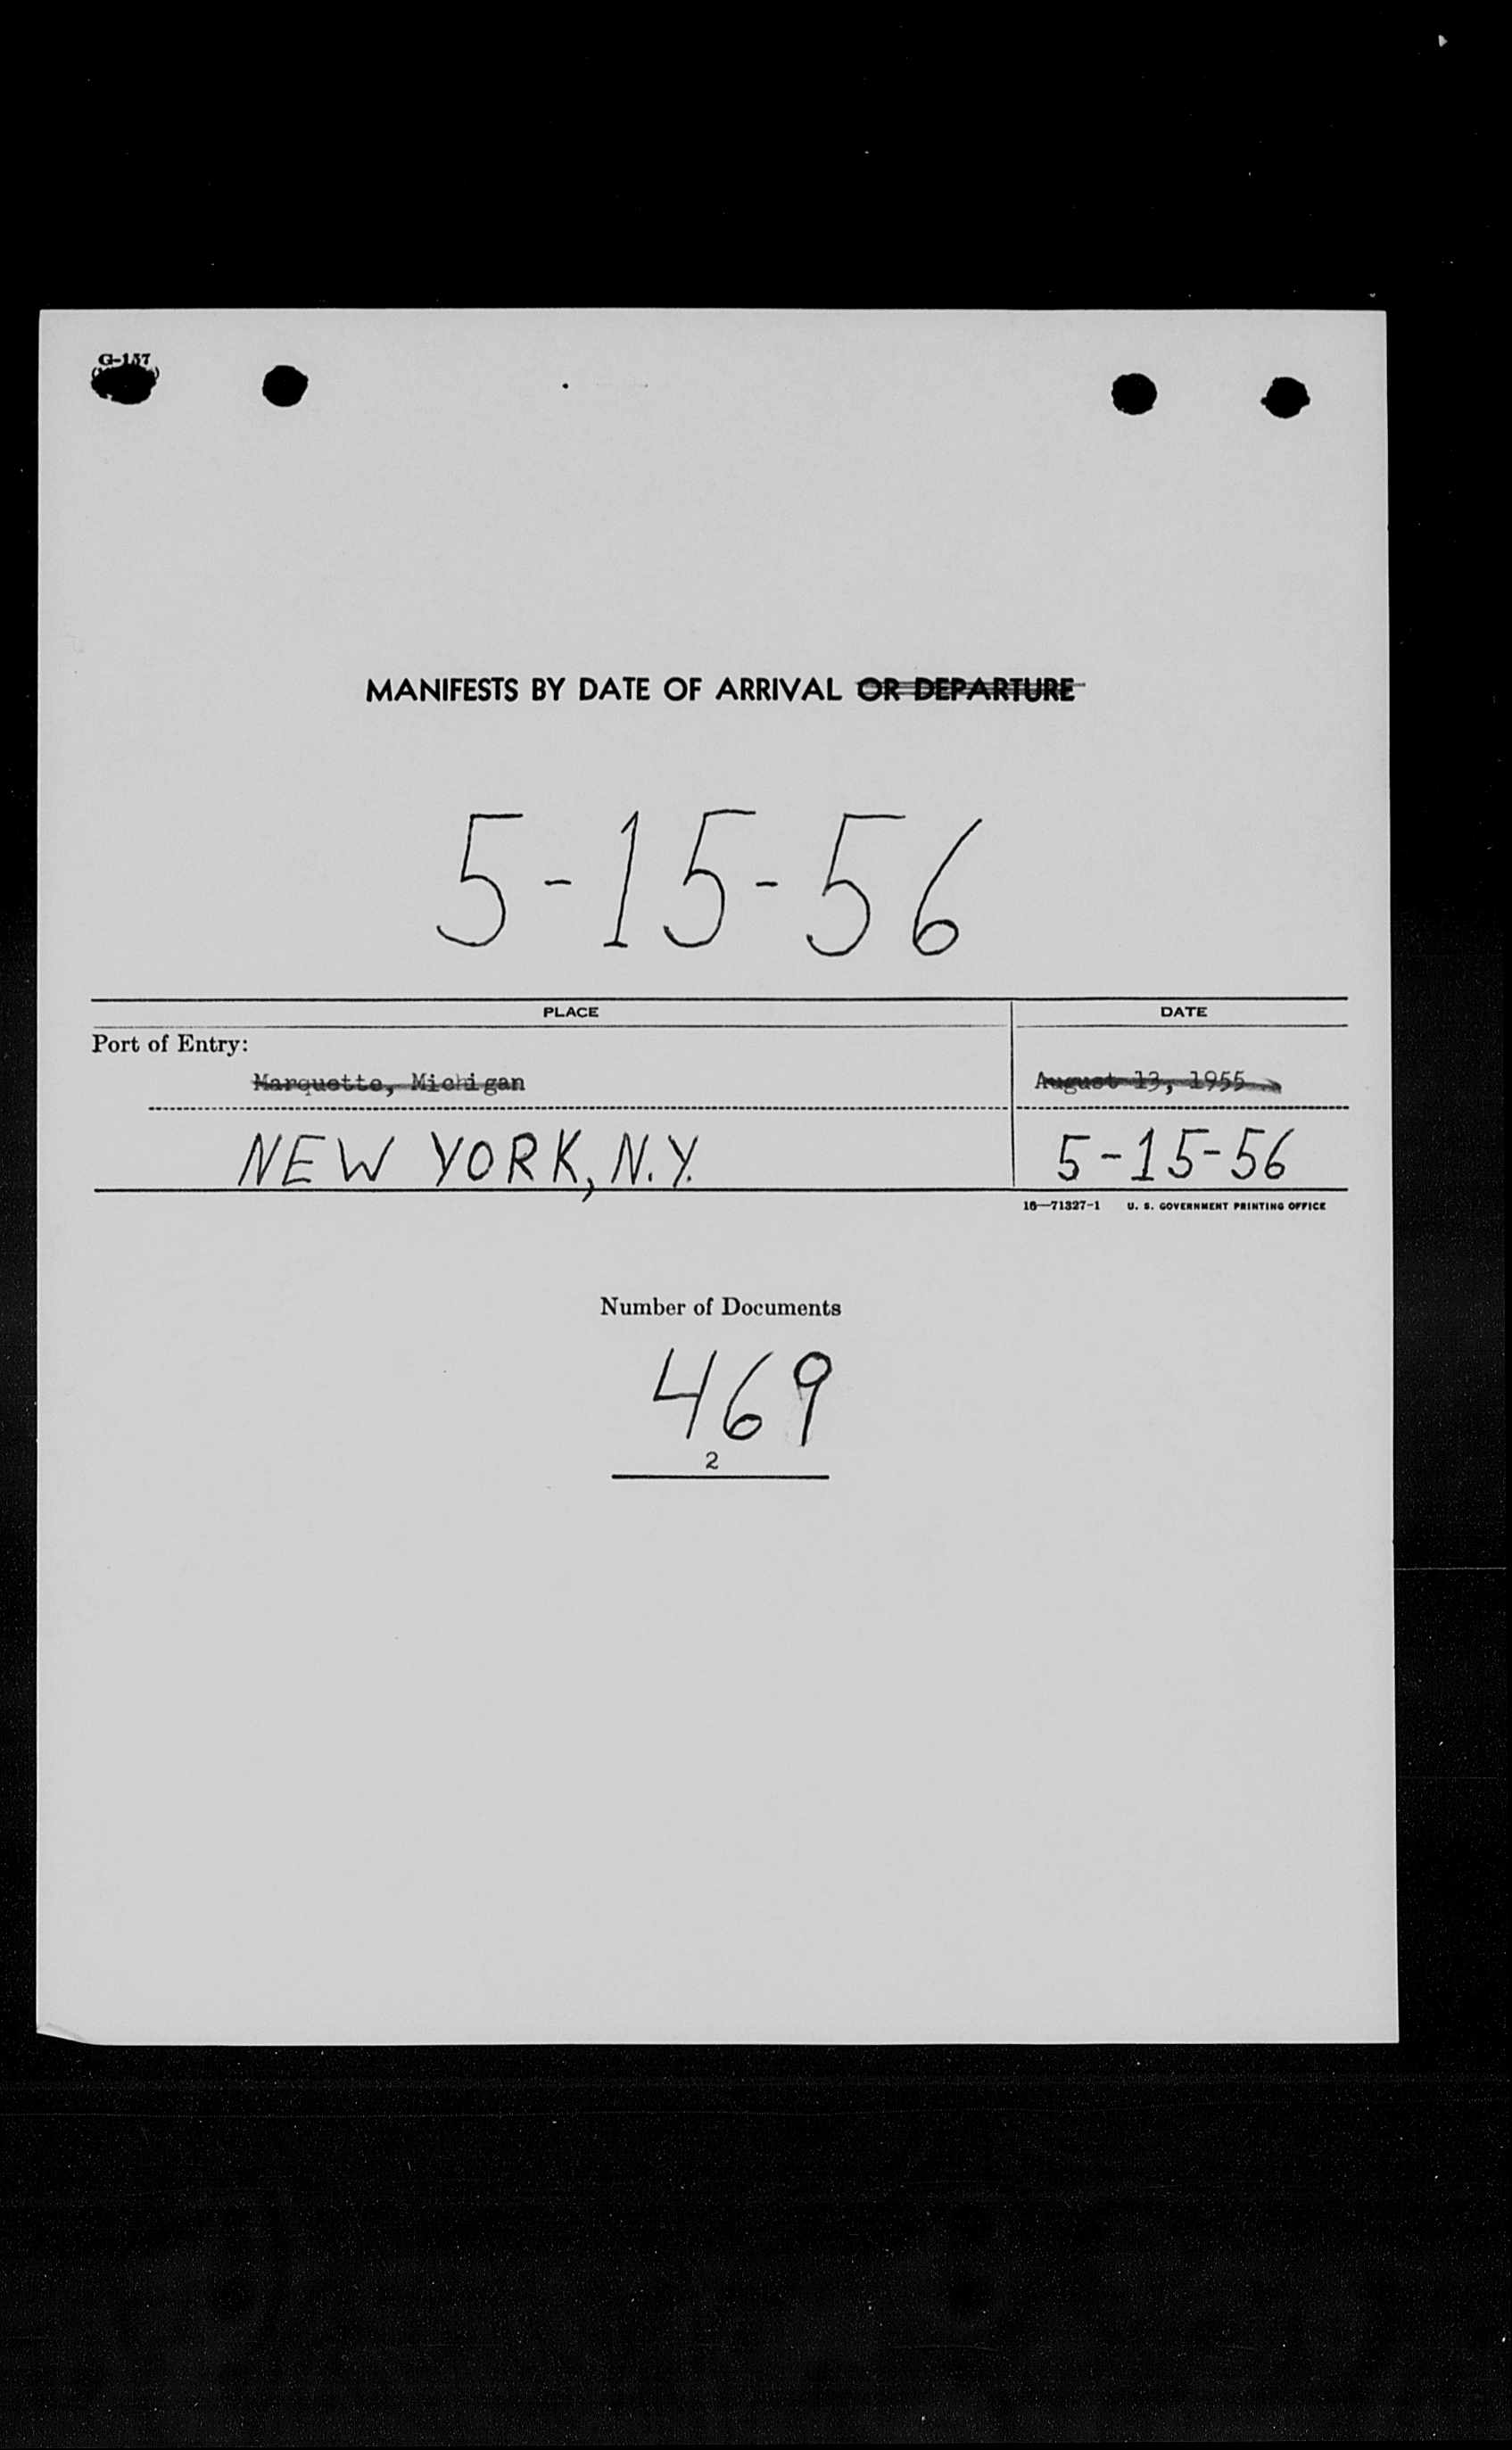 G-157
MANIFESTS BY DATE OF ARRIVAL OR DEPARTURE
5-15-56
PLACE DATE
Port of Entry:
Marquette, Michigan August 13, 1955
NEW YORK, N.Y. 5-15-56
16—71327-1 U. S. GOVERNMENT PRINTING OFFICE
Number of Documents
469
2